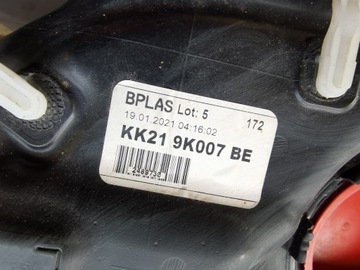 BPLAS Lot: 5 172
19.01.2021 04:16:02
KK21 9K007 BE